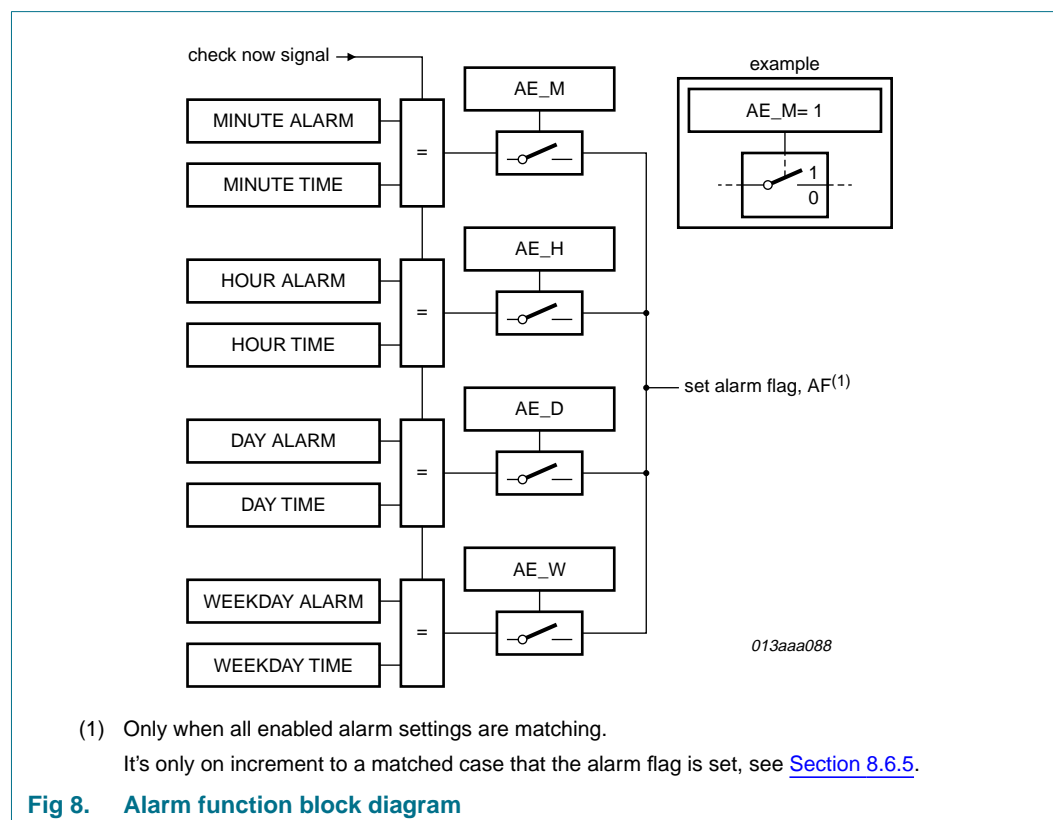 check now signal
example
AE_M
AE_M= 1
MINUTE ALARM
=
MINUTE TIME
1
0
AE_H
HOUR ALARM
=
HOUR TIME
set alarm flag, AF(1)
AE_D
DAY ALARM
=
DAY TIME
AE_W
WEEKDAY ALARM
=
WEEKDAY TIME
013aaa088
(1) Only when all enabled alarm settings are matching.
It's only on increment to a matched case that the alarm flag is set, see Section 8.6.5.
Fig 8. Alarm function block diagram